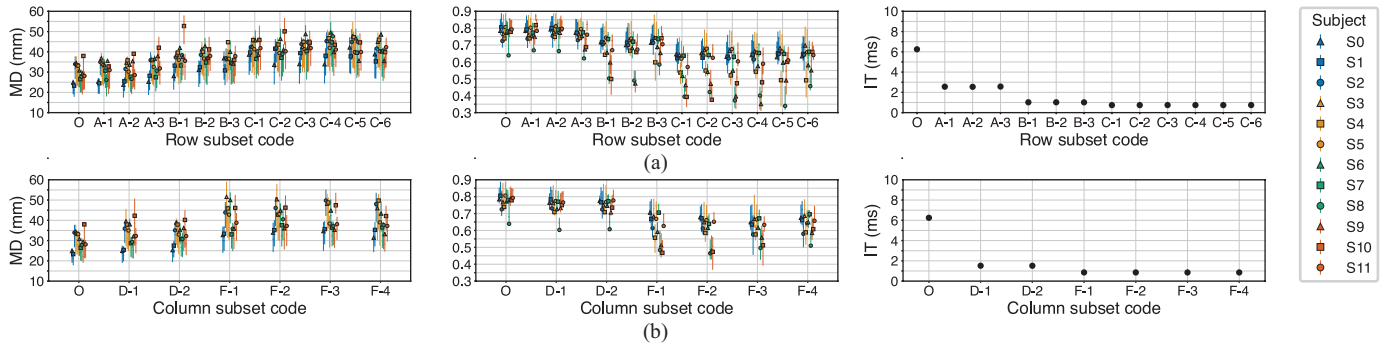 60
50
40
30
20
10
MD (mm)
O A-1 A-2 A-3 B-1 B-2 B-3 C-1 C-2 C-3 C-4 C-5 C-6
Row subset code
0.9
0.8
0.7
0.6
0.5
0.4
0.3
O A-1 A-2 A-3 B-1 B-2 B-3 C-1 C-2 C-3 C-4 C-5 C-6
Row subset code
10
8
6
4
2
0
IT (ms)
O A-1 A-2 A-3 B-1 B-2 B-3 C-1 C-2 C-3 C-4 C-5 C-6
Row subset code
(a)
60
50
40
30
20
10
MD (mm)
O D-1 D-2 F-1 F-2 F-3 F-4
Column subset code
0.9
0.8
0.7
0.6
0.5
0.4
0.3
O D-1 D-2 F-1 F-2 F-3 F-4
Column subset code
10
8
6
4
2
0
IT (ms)
O D-1 D-2 F-1 F-2 F-3 F-4
Column subset code
(b)
Subject
S0
S1
S2
S3
S4
S5
S6
S7
S8
S9
S10
S11